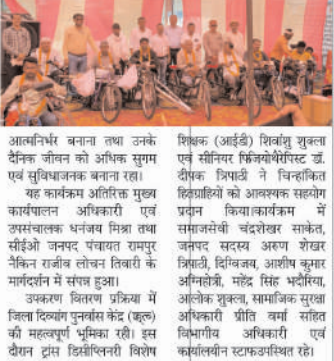 आत्मनिर्भर बनाना तथा उनके
दैनिक जीवन को अधिक सुगम
एवं सुविधाजनक बनाना रहा।
यह कार्यक्रम अतिरिक्त मुख्य
कार्यपालन अधिकारी एवं
उपसंचालक धनंजय मिश्रा तथा
सीईओ जनपद पंचायत रामपुर
नैकिन राजीव लोचन तिवारी के
मार्गदर्शन में संपन्न हुआ।
उपकरण वितरण प्रक्रिया में
जिला दिव्यांग पुनर्वास केंद्र
की महत्वपूर्ण भूमिका रही। इस
दौरान ट्रांस डिसीप्लिनरी विशेष
शिक्षक (आईडी) शिवांशु शुक्ला
एवं सीनियर फिजियोथैरेपिस्ट डॉ.
दीपक त्रिपाठी ने चिन्हांकित
हितग्राहियों को आवश्यक सहयोग
प्रदान किया।कार्यक्रम में
समाजसेवी चंद्रशेखर साकेत,
जनपद सदस्य अरुण शेखर
त्रिपाठी, दिग्विजय, आशीष कुमार
अग्निहोत्री, महेंद्र सिंह भदौरिया,
आलोक शुक्ला, सामाजिक सुरक्षा
अधिकारी प्रीति वर्मा सहित
विभागीय अधिकारी एवं
कार्यालयीन स्टाफउपस्थित रहे।